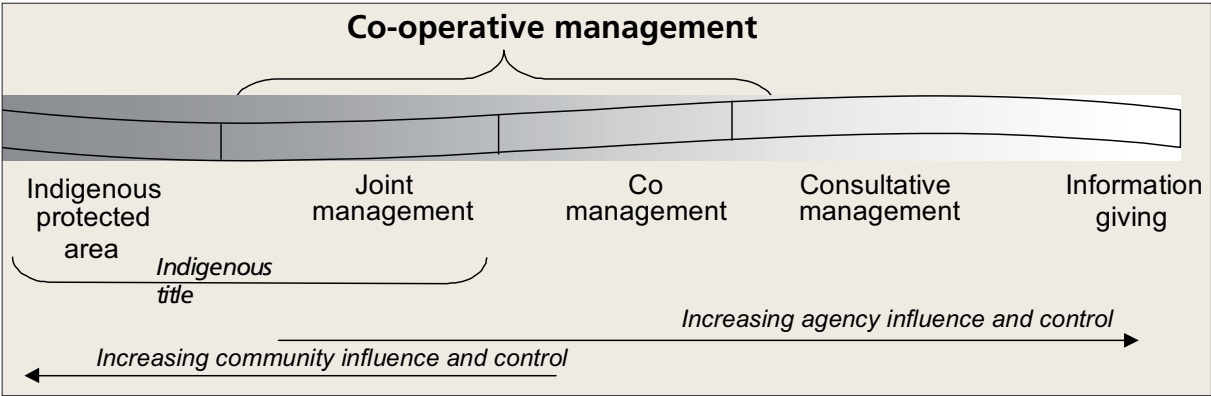 Co-operative management
Indigenous
protected
area
Joint
management
Co
management
Consultative
management
Information
giving
Indigenous
title
Increasing agency influence and control
Increasing community influence and control